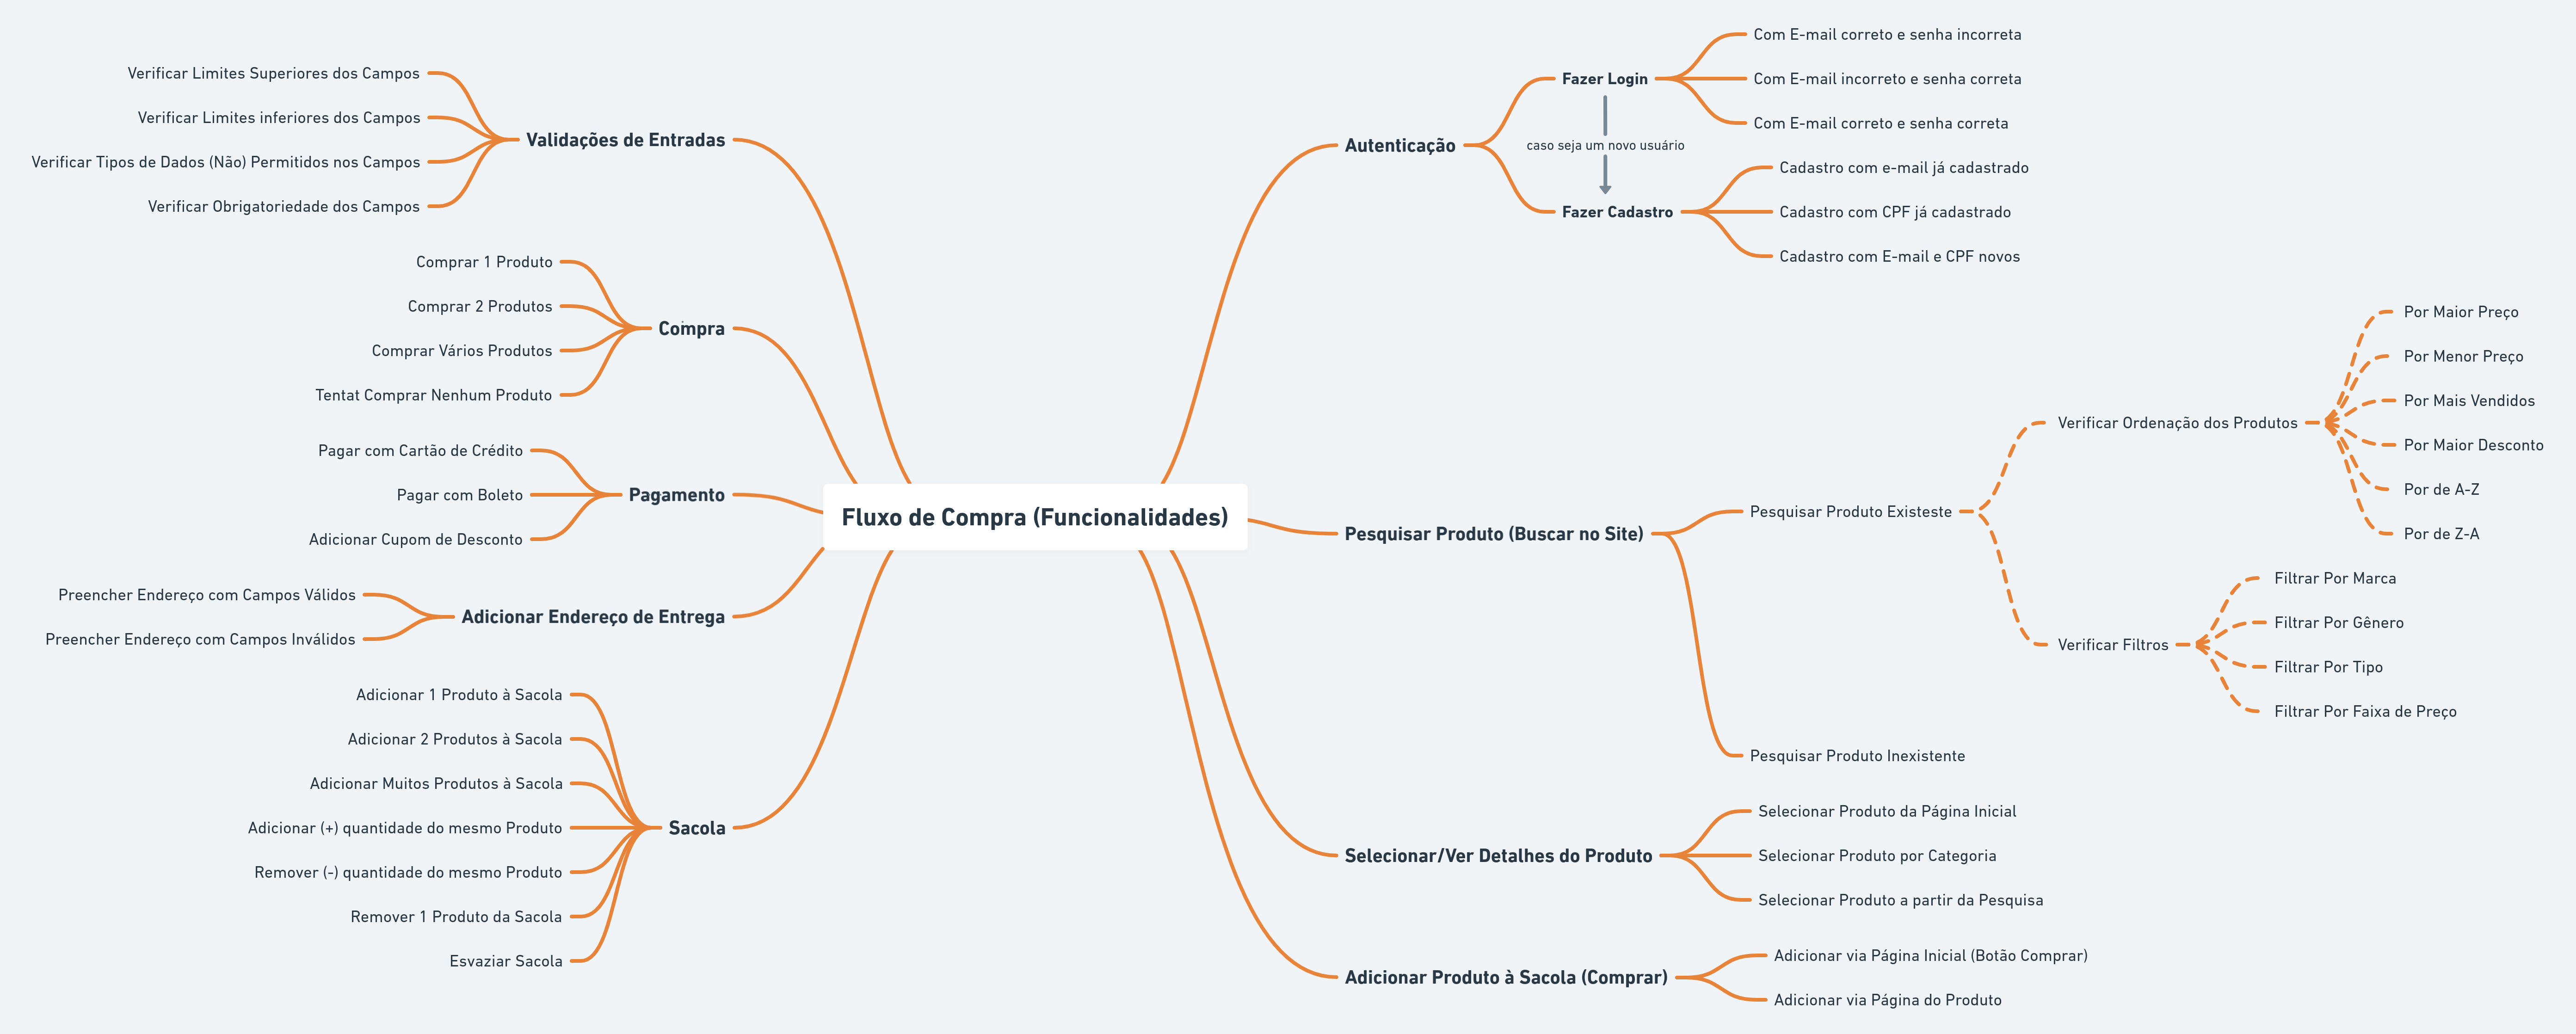 Fluxo de Compra (Funcionalidades)
Autenticação
Fazer Login
Com E-mail correto e senha incorreta
Com E-mail incorreto e senha correta
Com E-mail correto e senha correta
caso seja um novo usuário
Fazer Cadastro
Cadastro com e-mail já cadastrado
Cadastro com CPF já cadastrado
Cadastro com E-mail e CPF novos
Pesquisar Produto (Buscar no Site)
Pesquisar Produto Existeste
Verificar Ordenação dos Produtos
Por Maior Preço
Por Menor Preço
Por Mais Vendidos
Por Maior Desconto
Por de A-Z
Por de Z-A
Verificar Filtros
Filtrar Por Marca
Filtrar Por Gênero
Filtrar Por Tipo
Filtrar Por Faixa de Preço
Pesquisar Produto Inexistente
Selecionar/Ver Detalhes do Produto
Selecionar Produto da Página Inicial
Selecionar Produto por Categoria
Selecionar Produto a partir da Pesquisa
Adicionar Produto à Sacola (Comprar)
Adicionar via Página Inicial (Botão Comprar)
Adicionar via Página do Produto
Validações de Entradas
Verificar Limites Superiores dos Campos
Verificar Limites inferiores dos Campos
Verificar Tipos de Dados (Não) Permitidos nos Campos
Verificar Obrigatoriedade dos Campos
Compra
Comprar 1 Produto
Comprar 2 Produtos
Comprar Vários Produtos
Tentat Comprar Nenhum Produto
Pagamento
Pagar com Cartão de Crédito
Pagar com Boleto
Adicionar Cupom de Desconto
Adicionar Endereço de Entrega
Preencher Endereço com Campos Válidos
Preencher Endereço com Campos Inválidos
Sacola
Adicionar 1 Produto à Sacola
Adicionar 2 Produtos à Sacola
Adicionar Muitos Produtos à Sacola
Adicionar (+) quantidade do mesmo Produto
Remover (-) quantidade do mesmo Produto
Remover 1 Produto da Sacola
Esvaziar Sacola